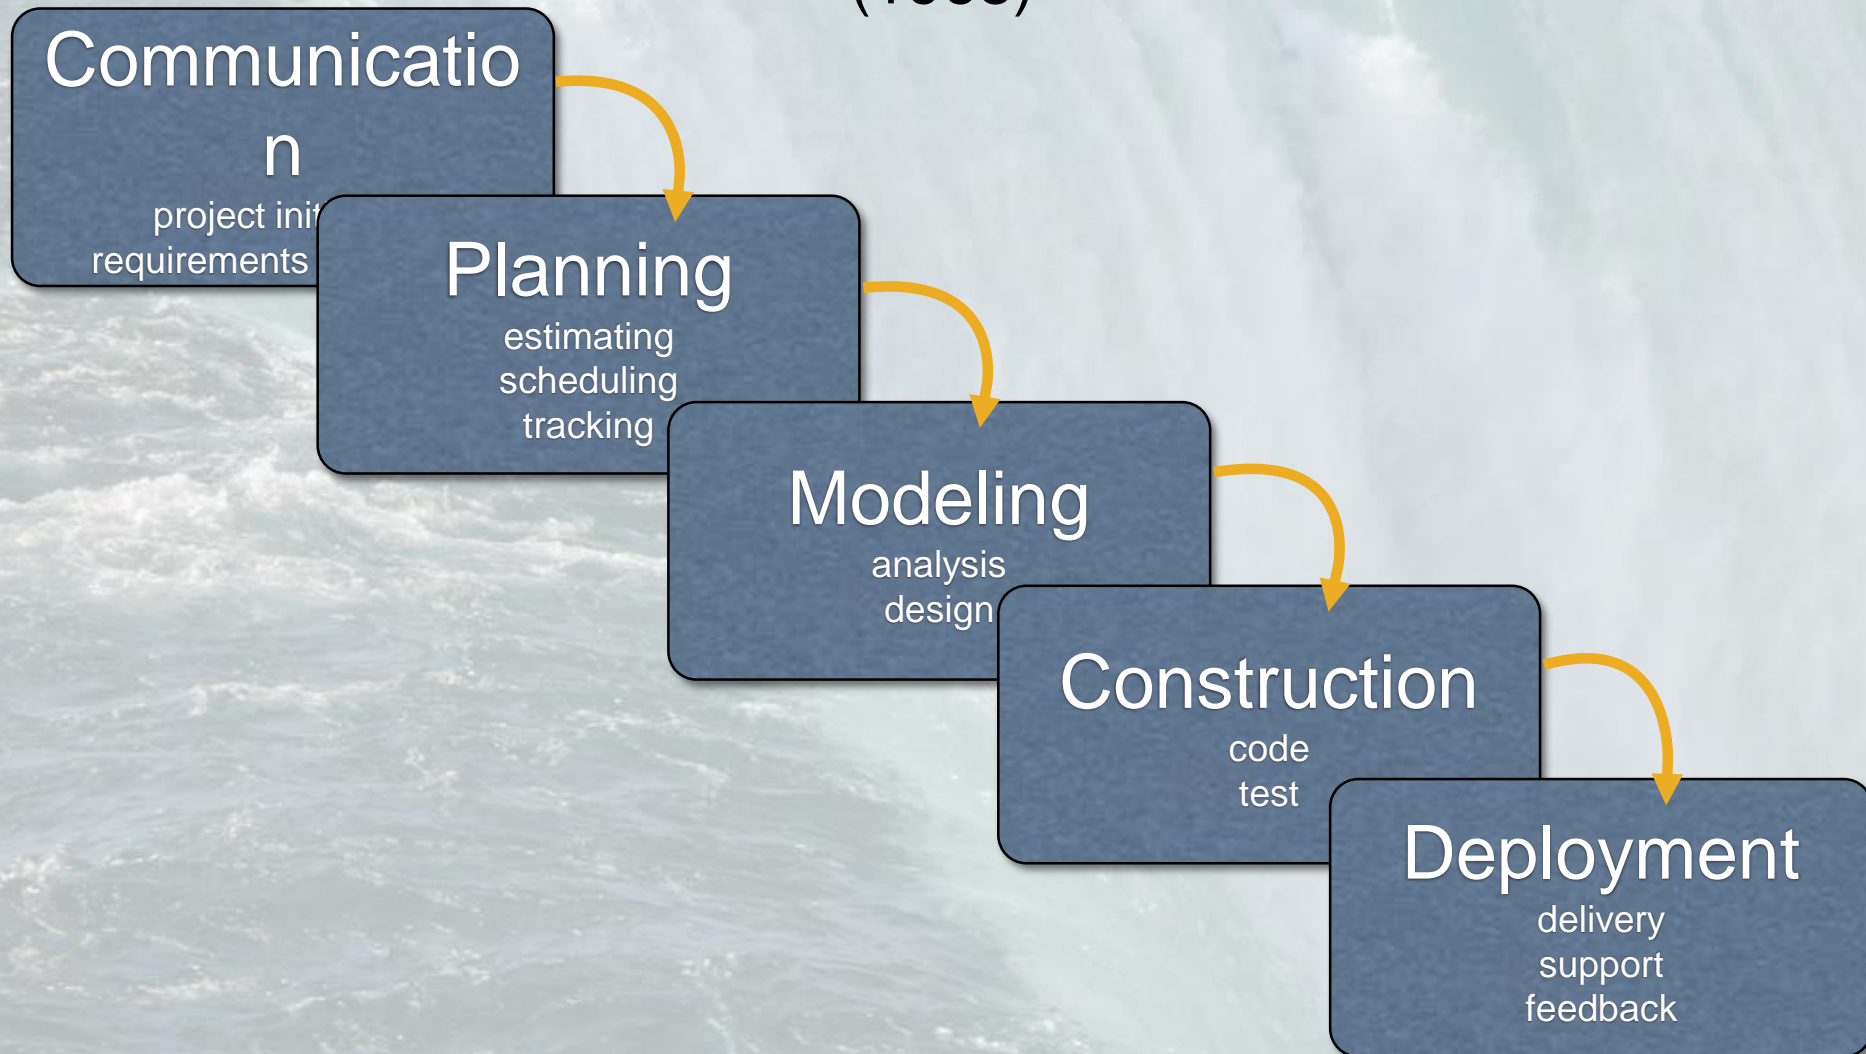 Communicatio
n
project init
requirements
Planning
estimating
scheduling
tracking
Modeling
analysis
design
Construction
code
test
Deployment
delivery
support
feedback